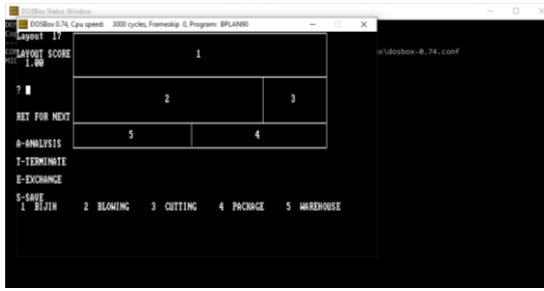 DOSBox Status Window
DOSBox 0.74, Cpu speed: 3000 cycles, Frameskip 0, Program: BPLAN90
Layout 17
LAYOUT SCORE
1.00
x\dosbox-0.74.conf
?
RET FOR NEXT
A-ANALYSIS
T-TERMINATE
E-EXCHANGE
S-SAVE
1
2
3
5
4
1 BIJIH 2 BLOWING 3 CUTTING 4 PACKAGE 5 WAREHOUSE